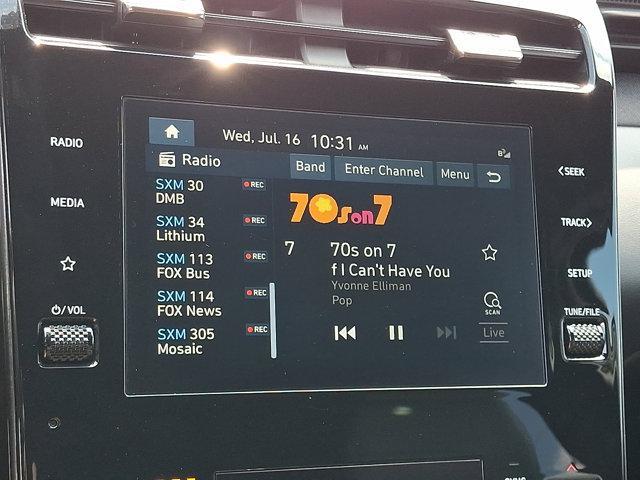 Wed, Jul. 16 10:31 AM
Radio
Band
Enter Channel
Menu
RADIO
MEDIA
/VOL
SXM 30
DMB
REC
SXM 34
Lithium
REC
SXM 113
FOX Bus
REC
SXM 114
FOX News
REC
SXM 305
Mosaic
REC
70s on 7
7
70s on 7
f I Can't Have You
Yvonne Elliman
Pop
SCAN
Live
<SEEK
TRACK>
SETUP
TUNE/FILE